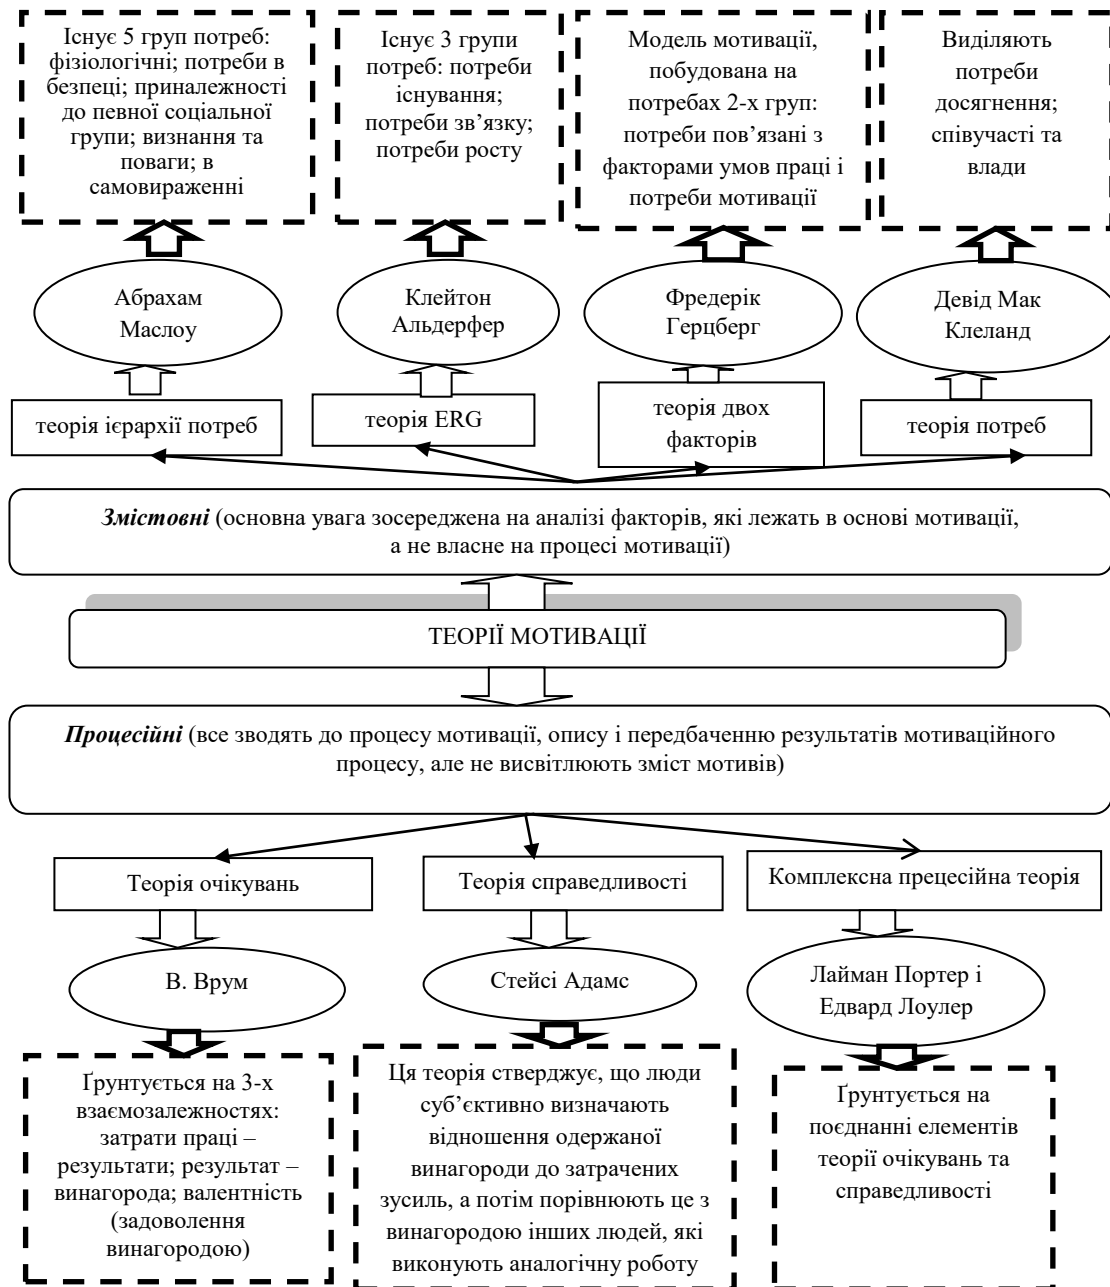 Існує 5 груп потреб:
фізіологічні; потреби в
безпеці; приналежності
до певної соціальної
групи; визнання та
поваги; в
самовираженні
Існує 3 групи
потреб: потреби
існування;
потреби зв’язку;
потреби росту
Модель мотивації,
побудована на
потребах 2-х груп:
потреби пов’язані з
факторами умов праці і
потреби мотивації
Виділяють
потреби
досягнення;
співучасті та
влади
Абрахам
Маслоу
Клейтон
Альдерфер
Фредерік
Герцберг
Девід Мак
Клеланд
теорія ієрархії потреб
теорія ERG
теорія двох
факторів
теорія потреб
Змістовні (основна увага зосереджена на аналізі факторів, які лежать в основі мотивації,
а не власне на процесі мотивації)
ТЕОРІЇ МОТИВАЦІЇ
Процесійні (все зводять до процесу мотивації, опису і передбаченню результатів мотиваційного
процесу, але не висвітлюють зміст мотивів)
Теорія очікувань
Теорія справедливості
Комплексна прецесійна теорія
В. Врум
Стейсі Адамс
Лайман Портер і
Едвард Лоулер
Ґрунтується на 3-х
взаємозалежностях:
затрати праці –
результати; результат –
винагорода; валентність
(задоволення
винагородою)
Ця теорія стверджує, що люди
суб’єктивно визначають
відношення одержаної
винагороди до затрачених
зусиль, а потім порівнюють це з
винагородою інших людей, які
виконують аналогічну роботу
Ґрунтується на
поєднанні елементів
теорії очікувань та
справедливості